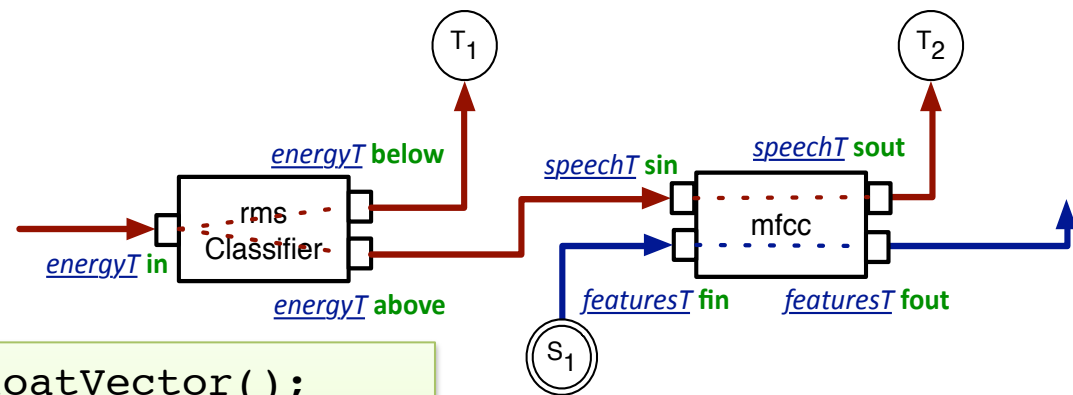 T1
T2
energyT below
speechT sin
speechT sout
rms
Classifier
mfcc
energyT in
energyT above
featuresT fin
featuresT fout
S1
oatVector();